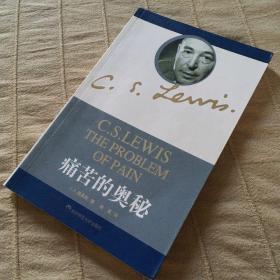 C. S. Lewis.
C.S.LEWIS
THE PROBLEM
OF PAIN
痛苦的奥秘